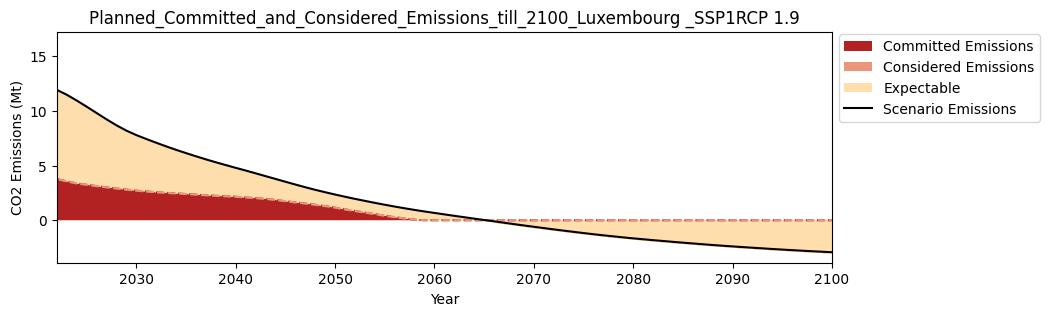 Planned_Committed_and_Considered_Emissions_till_2100_Luxembourg _SSP1RCP 1.9
Committed Emissions
Considered Emissions
Expectable
Scenario Emissions
CO2 Emissions (Mt)
15
10
5
0
2030 2040 2050 2060 2070 2080 2090 2100
Year